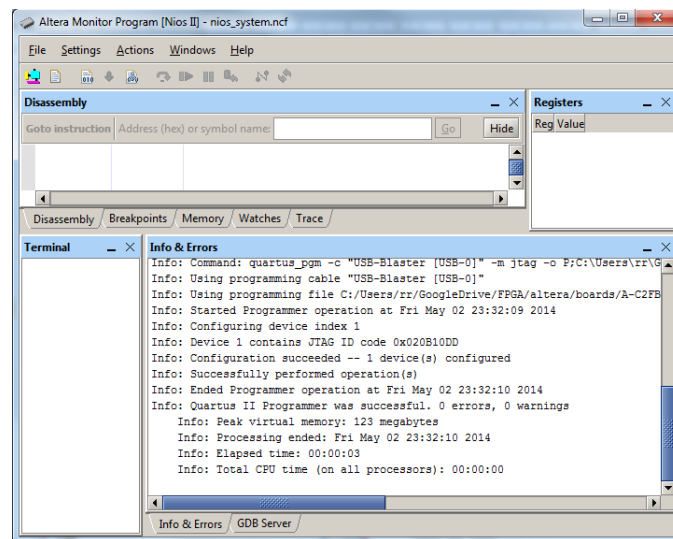 Altera Monitor Program [Nios II] - nios_system.ncf
File Settings Actions Windows Help
Disassembly
Registers
Goto instruction Address (hex) or symbol name: Go Hide
Reg Value
Disassembly Breakpoints Memory Watches Trace
Terminal
Info & Errors
Info: Command: quartus_pgm -c "USB-Blaster [USB-0]" -m jtag -o P;C:\Users\rr\G
Info: Using programming cable "USB-Blaster [USB-0]"
Info: Using programming file C:/Users/rr/GoogleDrive/FPGA/altera/boards/A-C2FB
Info: Started Programmer operation at Fri May 02 23:32:09 2014
Info: Configuring device index 1
Info: Device 1 contains JTAG ID code 0x020B10DD
Info: Configuration succeeded -- 1 device(s) configured
Info: Successfully performed operation(s)
Info: Ended Programmer operation at Fri May 02 23:32:10 2014
Info: Quartus II Programmer was successful. 0 errors, 0 warnings
Info: Peak virtual memory: 123 megabytes
Info: Processing ended: Fri May 02 23:32:10 2014
Info: Elapsed time: 00:00:03
Info: Total CPU time (on all processors): 00:00:00
Info & Errors GDB Server